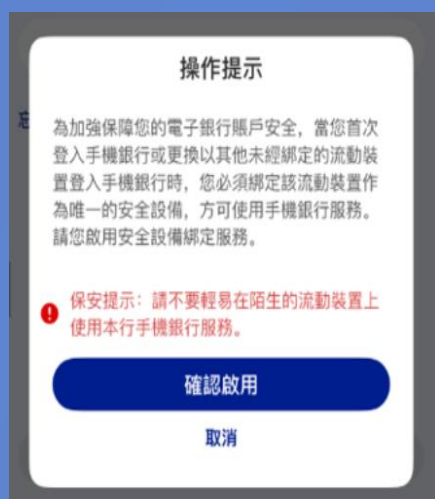 操作提示
忘
為加強保障您的電子銀行賬戶安全，當您首次
登入手機銀行或更換以其他未經綁定的流動裝
置登入手機銀行時，您必須綁定該流動裝置作
為唯一的安全設備，方可使用手機銀行服務。
請您啟用安全設備綁定服務。
保安提示：請不要輕易在陌生的流動裝置上
使用本行手機銀行服務。
確認啟用
取消